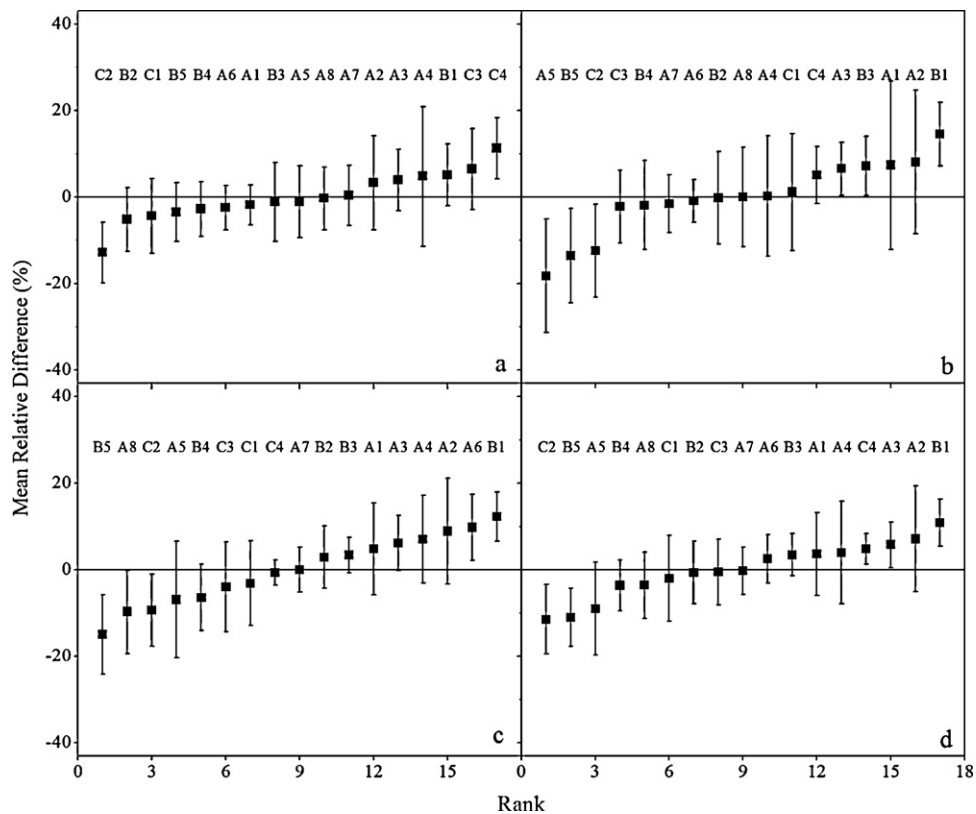 40
C2 B2 C1 B5 B4 A6 A1 B3 A5 A8 A7 A2 A3 A4 B1 C3 C4
A5 B5 C2 C3 B4 A7 A6 B2 A8 A4 C1 C4 A3 B3 A1 A2 B1
20
0
-20
-40
a
b
Mean Relative Difference (%)
40
B5 A8 C2 A5 B4 C3 C1 C4 A7 B2 B3 A1 A3 A4 A2 A6 B1
C2 B5 A5 B4 A8 C1 B2 C3 A7 A6 B3 A1 A4 C4 A3 A2 B1
20
0
-20
-40
c
d
0 3 6 9 12 15 0 3 6 9 12 15 18
Rank